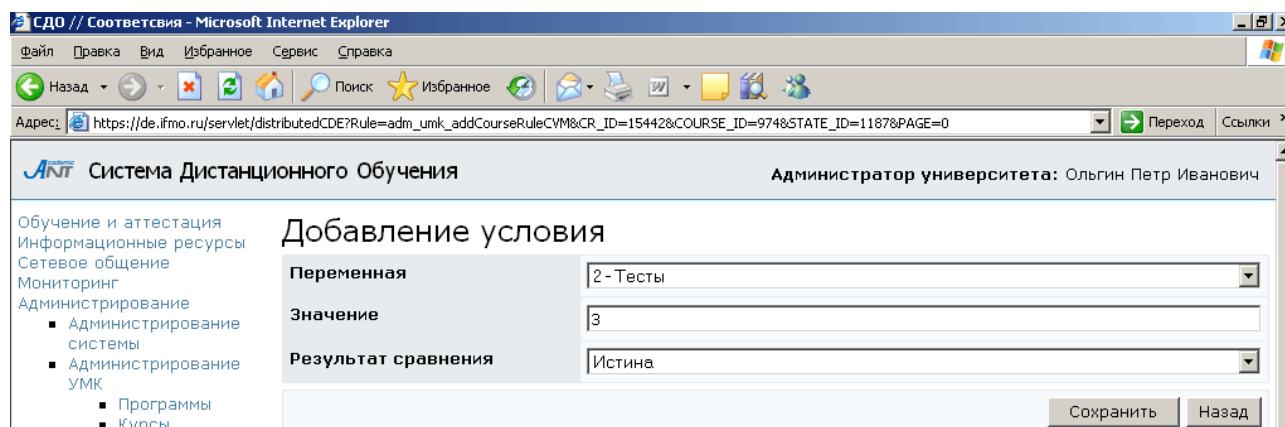 СДО // Соответсвия - Microsoft Internet Explorer
Файл Правка Вид Избранное Сервис Справка
Назад Поиск Избранное
Адрес: https://de.ifmo.ru/servlet/distributedCDE?Rule=adm_umk_addCourseRuleCVM&CR_ID=15442&COURSE_ID=974&STATE_ID=1187&PAGE=0 Переход Ссылки
Academic ANT Система Дистанционного Обучения Администратор университета: Ольгин Петр Иванович
Обучение и аттестация
Информационные ресурсы
Сетевое общение
Мониторинг
Администрирование
Администрирование системы
Администрирование УМК
Программы
Курсы
Добавление условия
Переменная 2 - Тесты
Значение 3
Результат сравнения Истина
Сохранить Назад